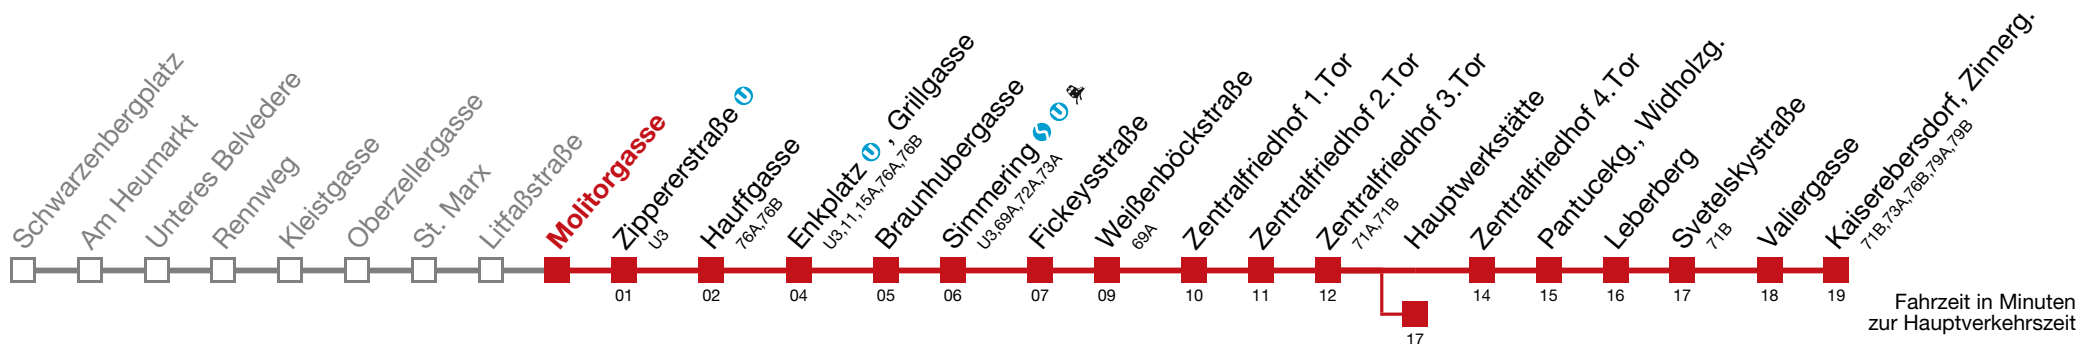 Schwarzenbergplatz
Am Heumarkt
Unteres Belvedere
Rennweg
Kleistgasse
Oberzellergasse
St. Marx
Litfaßstraße
Molitorgasse
Zippererstraße U
U3
Hauffgasse
76A,76B
Enkplatz U , Grillgasse
U3,11,15A,76A,76B
Braunhubergasse
Simmering S U
U3,69A,72A,73A
Fickeysstraße
Weißenböckstraße
69A
Zentralfriedhof 1.Tor
Zentralfriedhof 2.Tor
Zentralfriedhof 3.Tor
71A,71B
Hauptwerkstätte
Zentralfriedhof 4.Tor
Pantucekg., Widholzg.
Leberberg
Svetelskystraße
71B
Valiergasse
Kaiserebersdorf, Zinnerg.
71B,73A,76B,79A,79B
01 02 04 05 06 07 09 10 11 12 14 15 16 17 18 19
17
Fahrzeit in Minuten
zur Hauptverkehrszeit